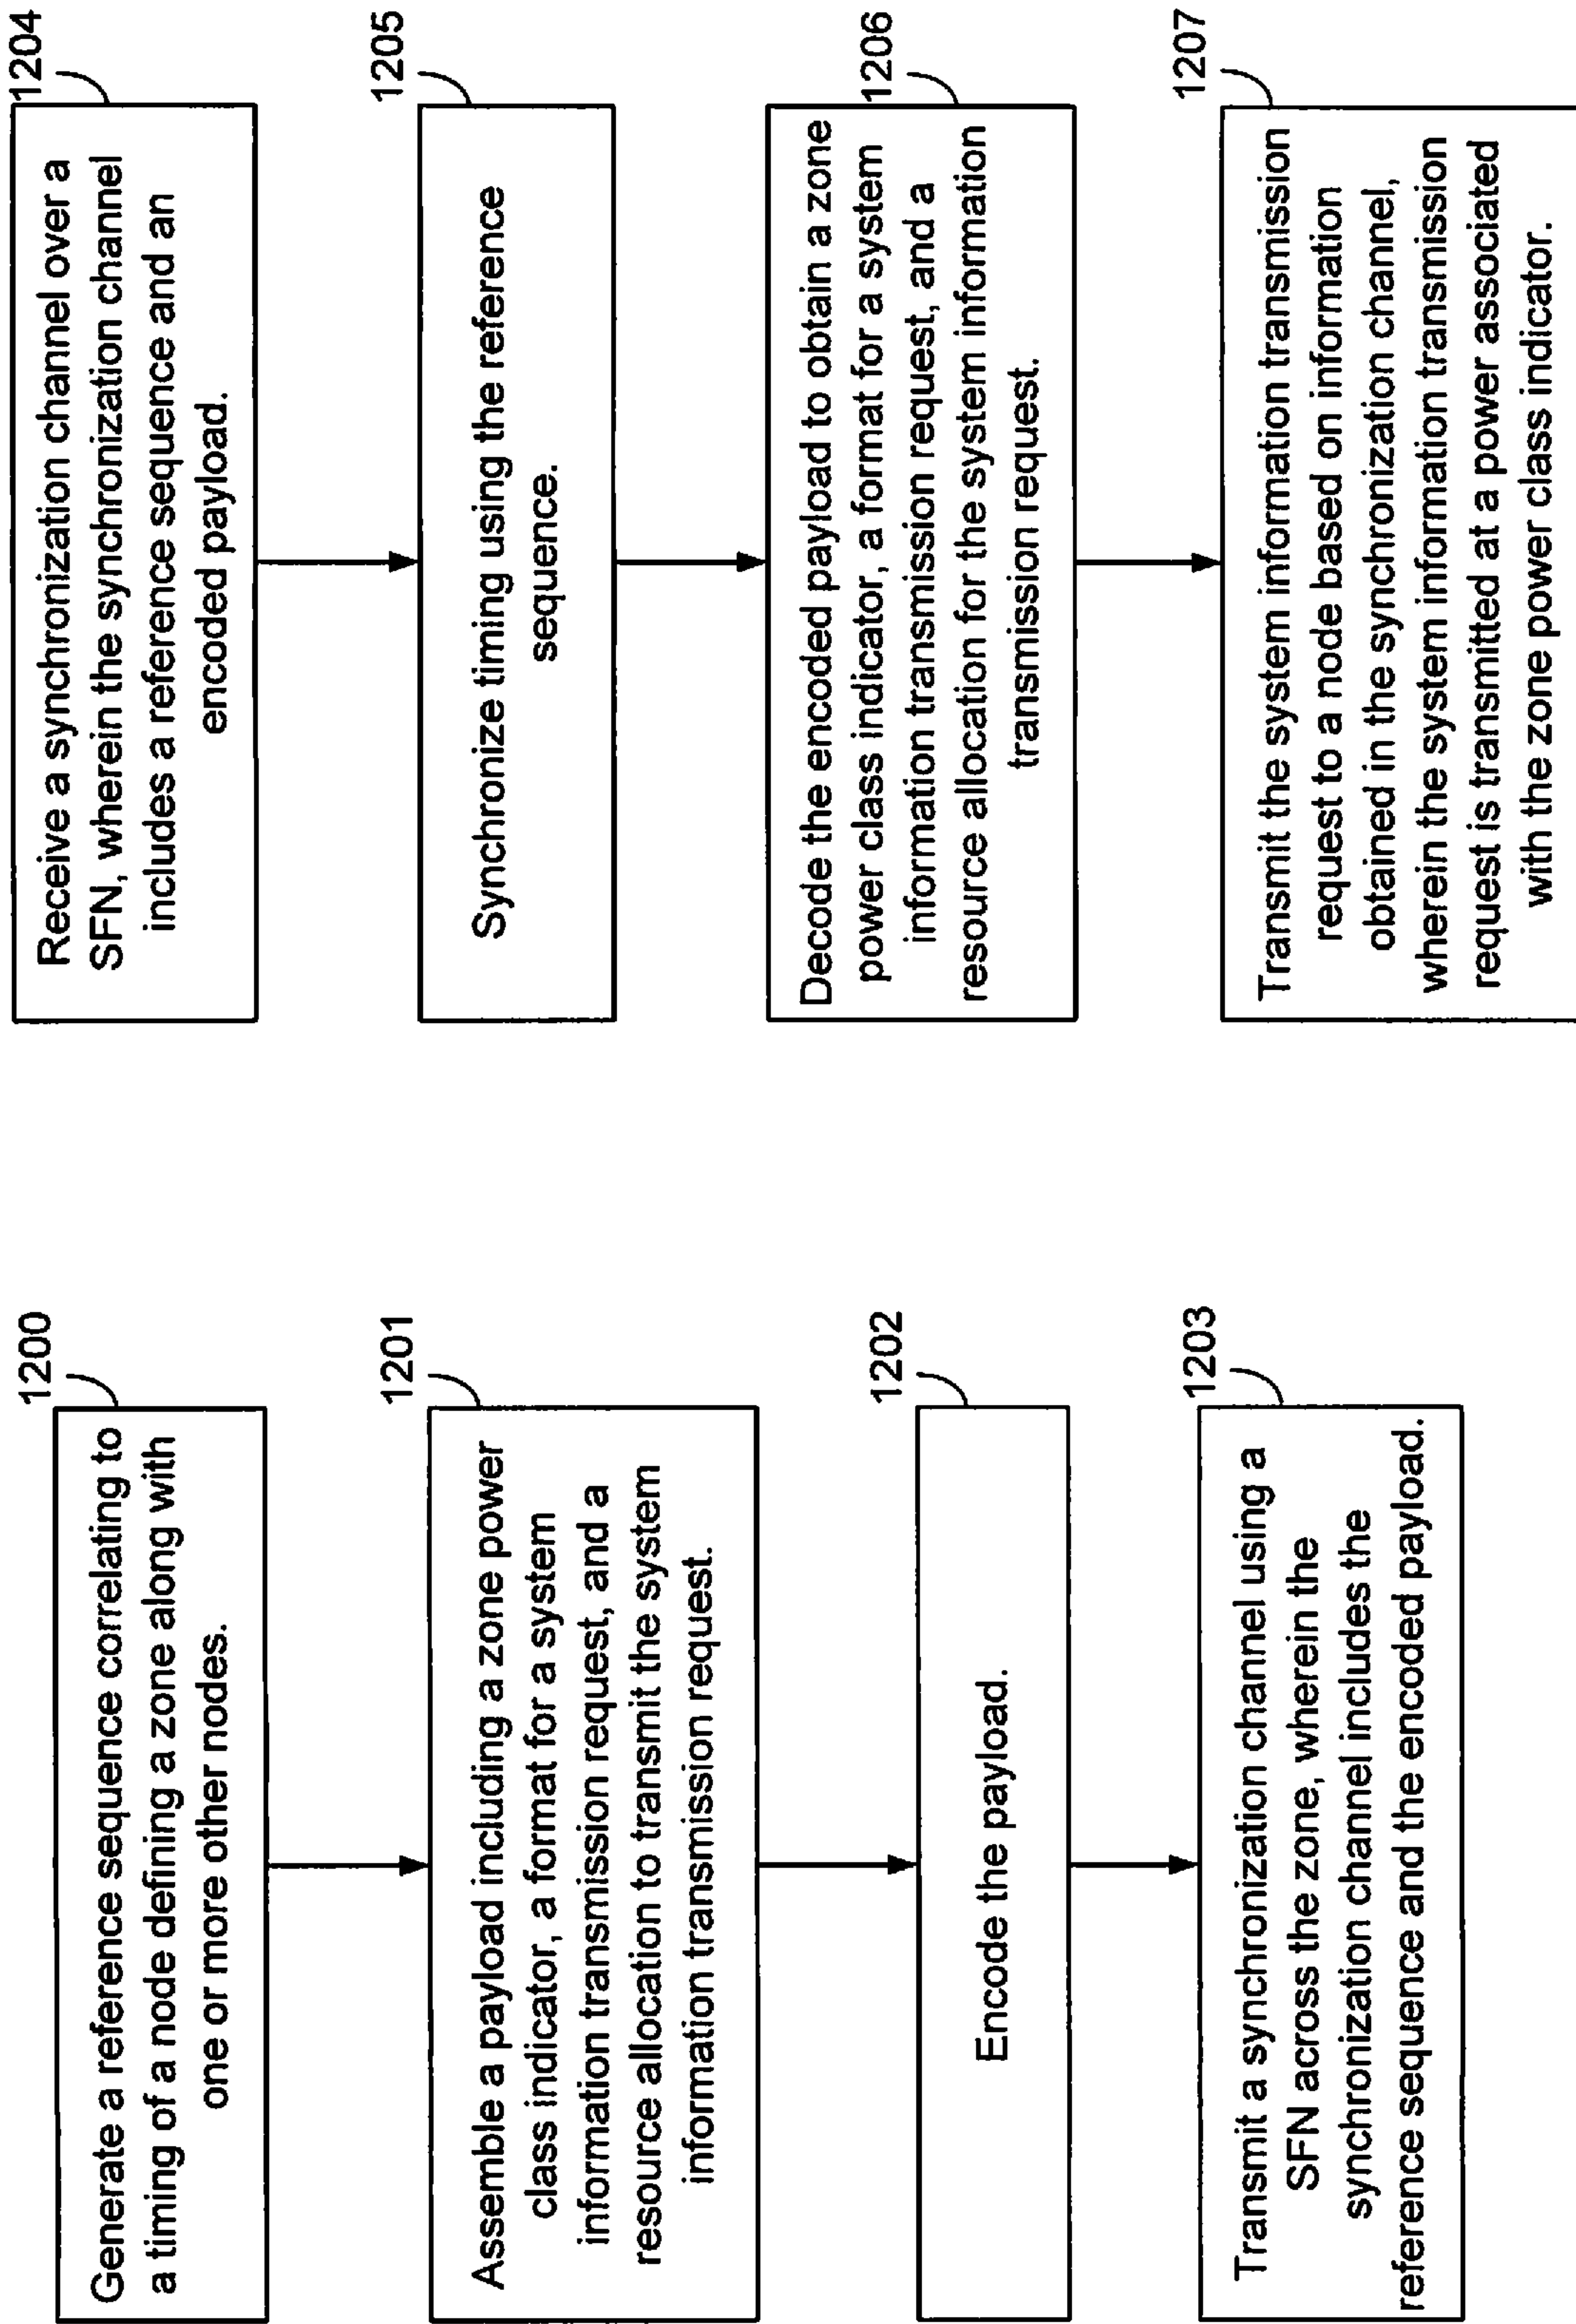 1200
Generate a reference sequence correlating to
a timing of a node defining a zone along with
one or more other nodes.
1201
Assemble a payload including a zone power
class indicator, a format for a system
information transmission request, and a
resource allocation to transmit the system
information transmission request.
1202
Encode the payload.
1203
Transmit a synchronization channel using a
SFN across the zone, wherein the
synchronization channel includes the
reference sequence and the encoded payload.
1204
Receive a synchronization channel over a
SFN, wherein the synchronization channel
includes a reference sequence and an
encoded payload.
1205
Synchronize timing using the reference
sequence.
1206
Decode the encoded payload to obtain a zone
power class indicator, a format for a system
information transmission request, and a
resource allocation for the system information
transmission request.
1207
Transmit the system information transmission
request to a node based on information
obtained in the synchronization channel,
wherein the system information transmission
request is transmitted at a power associated
with the zone power class indicator.